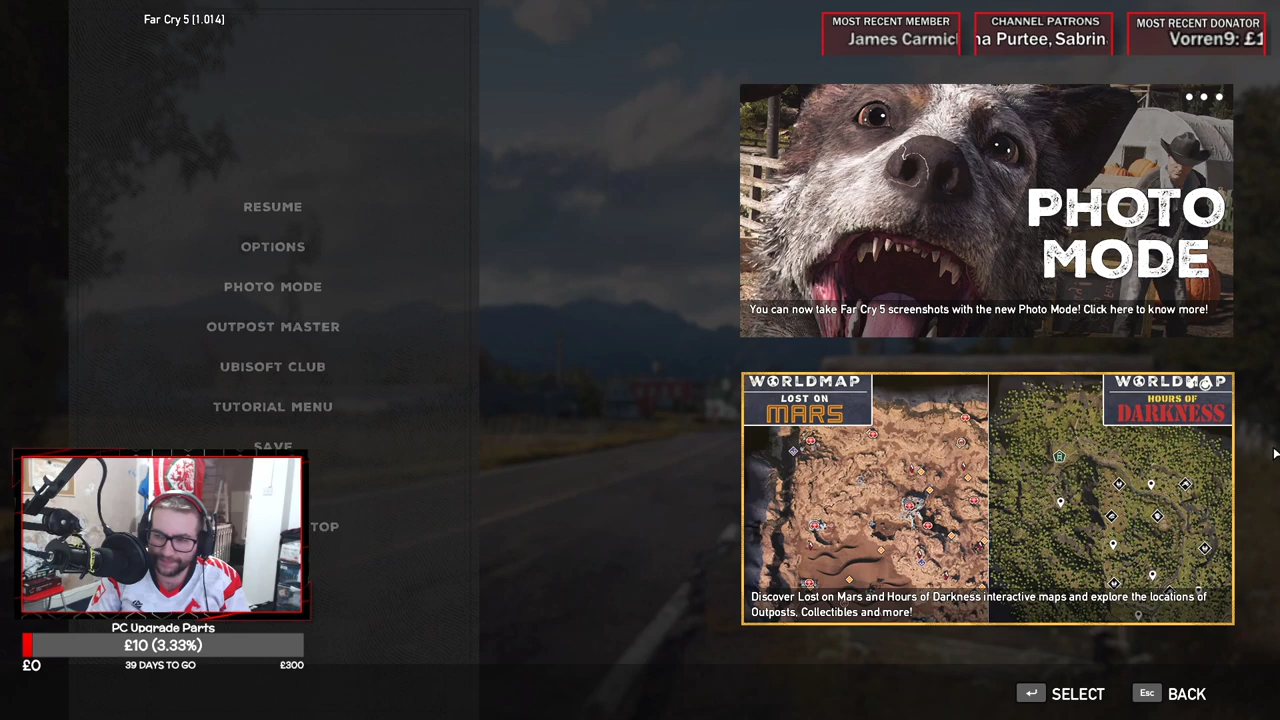 Far Cry 5 [1.014]
MOST RECENT MEMBER
James Carmic
CHANNEL PATRONS
na Purtee, Sabrin
MOST RECENT DONATOR
Vorren9: £1
RESUME
OPTIONS
PHOTO MODE
OUTPOST MASTER
UBISOFT CLUB
TUTORIAL MENU
SAVE
TOP
PC Upgrade Parts
£10 (3.33%)
£0
39 DAYS TO GO
£300
PHOTO
MODE
You can now take Far Cry 5 screenshots with the new Photo Mode! Click here to know more!
WORLDMAP
LOST ON
MARS
WORLDMAP
HOURS OF
DARKNESS
Discover Lost on Mars and Hours of Darkness interactive maps and explore the locations of
Outposts, Collectibles and more!
SELECT
Esc
BACK